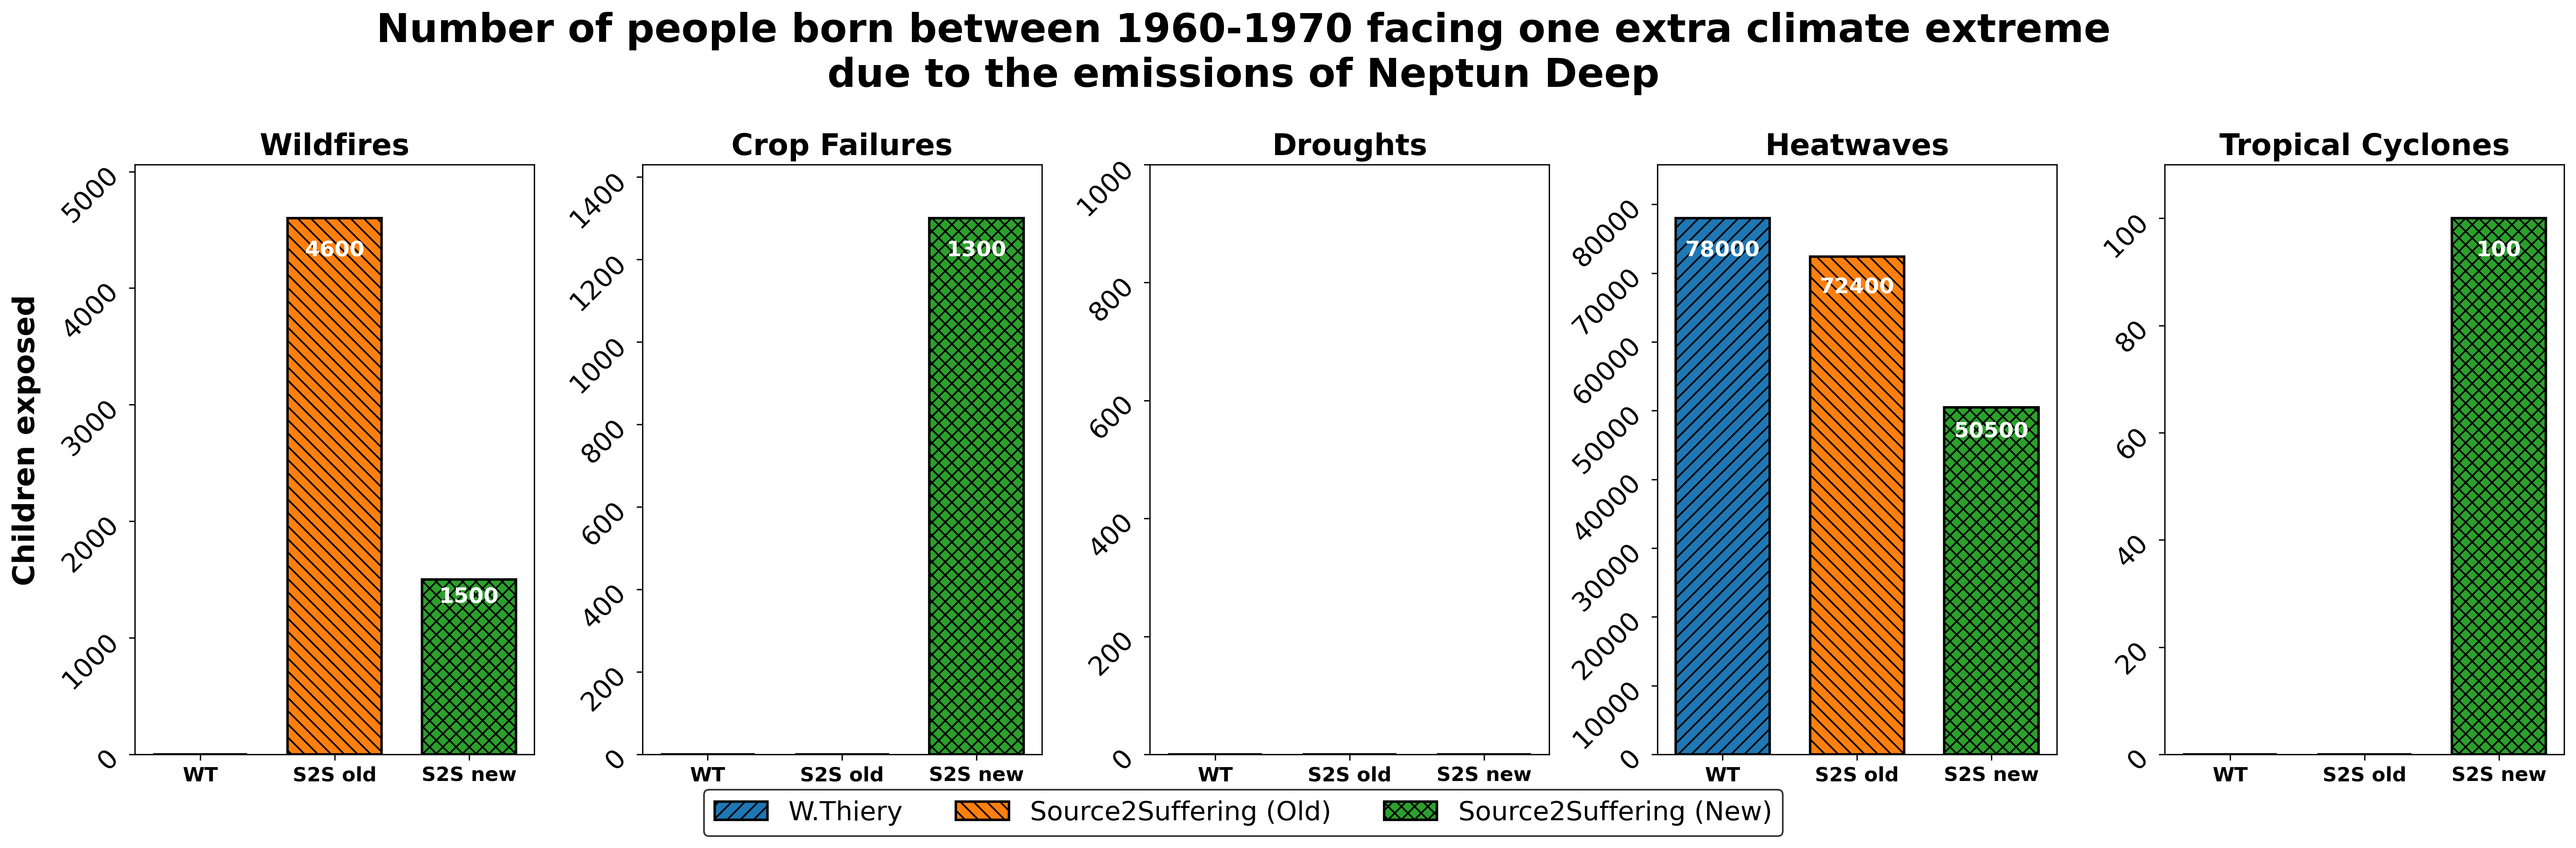 Number of people born between 1960-1970 facing one extra climate extreme
due to the emissions of Neptun Deep
Wildfires
Crop Failures
Droughts
Heatwaves
Tropical Cyclones
Children exposed
5000
4000
3000
2000
1000
0
4600
1500
WT
S2S old
S2S new
1400
1200
1000
800
600
400
200
0
1300
WT
S2S old
S2S new
1000
800
600
400
200
0
WT
S2S old
S2S new
80000
70000
60000
50000
40000
30000
20000
10000
0
78000
72400
50500
WT
S2S old
S2S new
100
80
60
40
20
0
100
WT
S2S old
S2S new
W.Thiery
Source2Suffering (Old)
Source2Suffering (New)